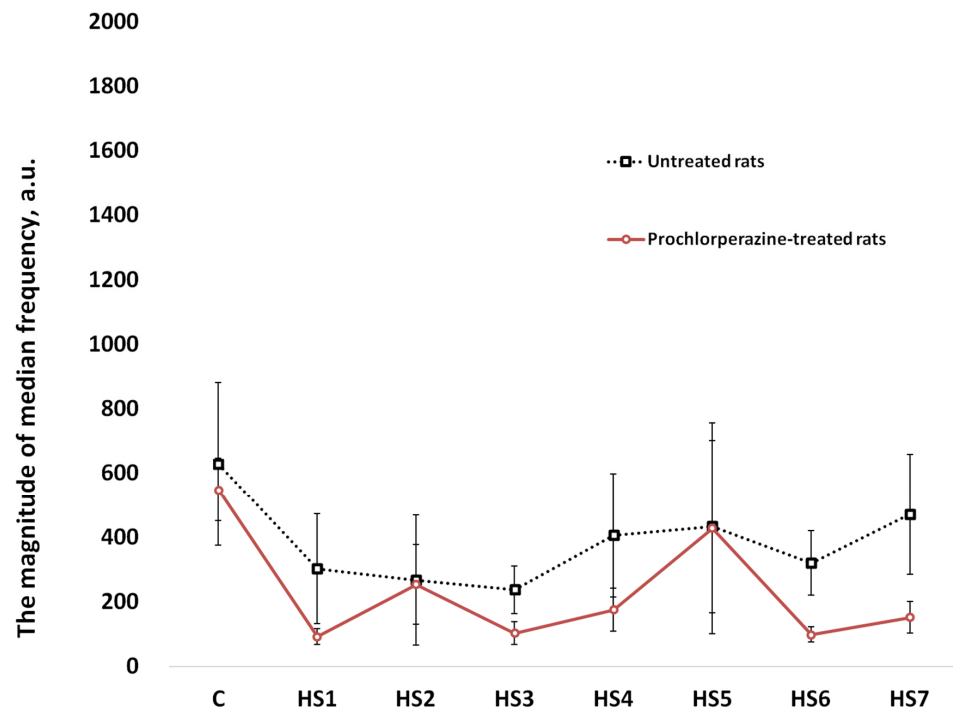 The magnitude of median frequency, a.u.
2000
1800
1600
1400
1200
1000
800
600
400
200
0
Untreated rats
Prochlorperazine-treated rats
C HS1 HS2 HS3 HS4 HS5 HS6 HS7